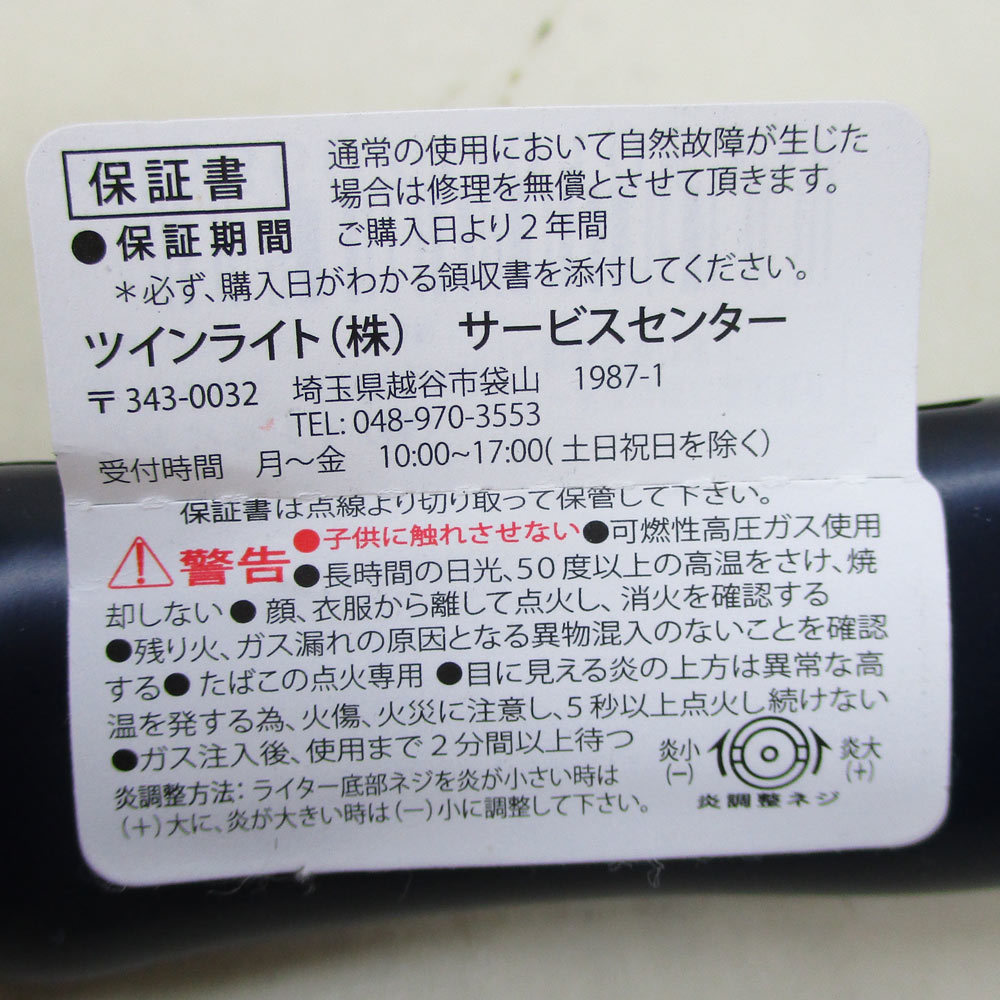 保証書
通常の使用において自然故障が生じた
場合は修理を無償とさせて頂きます。
●保証期間 ご購入日より2年間
＊必ず、購入日がわかる領収書を添付してください。
ツインライト（株） サービスセンター
〒343-0032 埼玉県越谷市袋山 1987-1
TEL: 048-970-3553
受付時間 月～金 10:00~17:00（土日祝日を除く）
保証書は点線より切り取って保管して下さい。
警告 ●子供に触れさせない ●可燃性高圧ガス使用
●長時間の日光、50度以上の高温をさけ、焼
却しない ● 顔、衣服から離して点火し、消火を確認する
●残り火、ガス漏れの原因となる異物混入のないことを確認
する● たばこの点火専用 ●目に見える炎の上方は異常な高
温を発する為、火傷、火災に注意し、5秒以上点火し続けない
●ガス注入後、使用まで2分間以上待つ
炎調整方法：ライター底部ネジを炎が小さい時は
（＋）大に、炎が大きい時は（－）小に調整して下さい。
炎小 炎大
(－) (＋)
炎調整ネジ